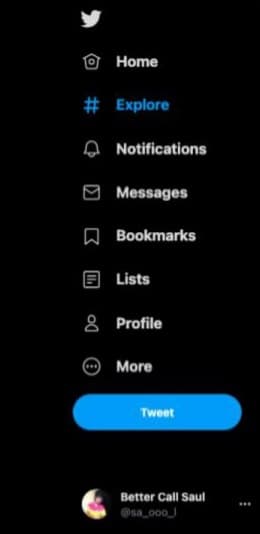 Home
Explore
Notifications
Messages
Bookmarks
Lists
Profile
More
Tweet
Better Call Saul
@sa_ooo_l